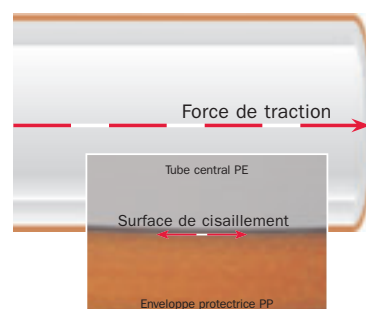 Force de traction
Tube central PE
Surface de cisaillement
Enveloppe protectrice PP